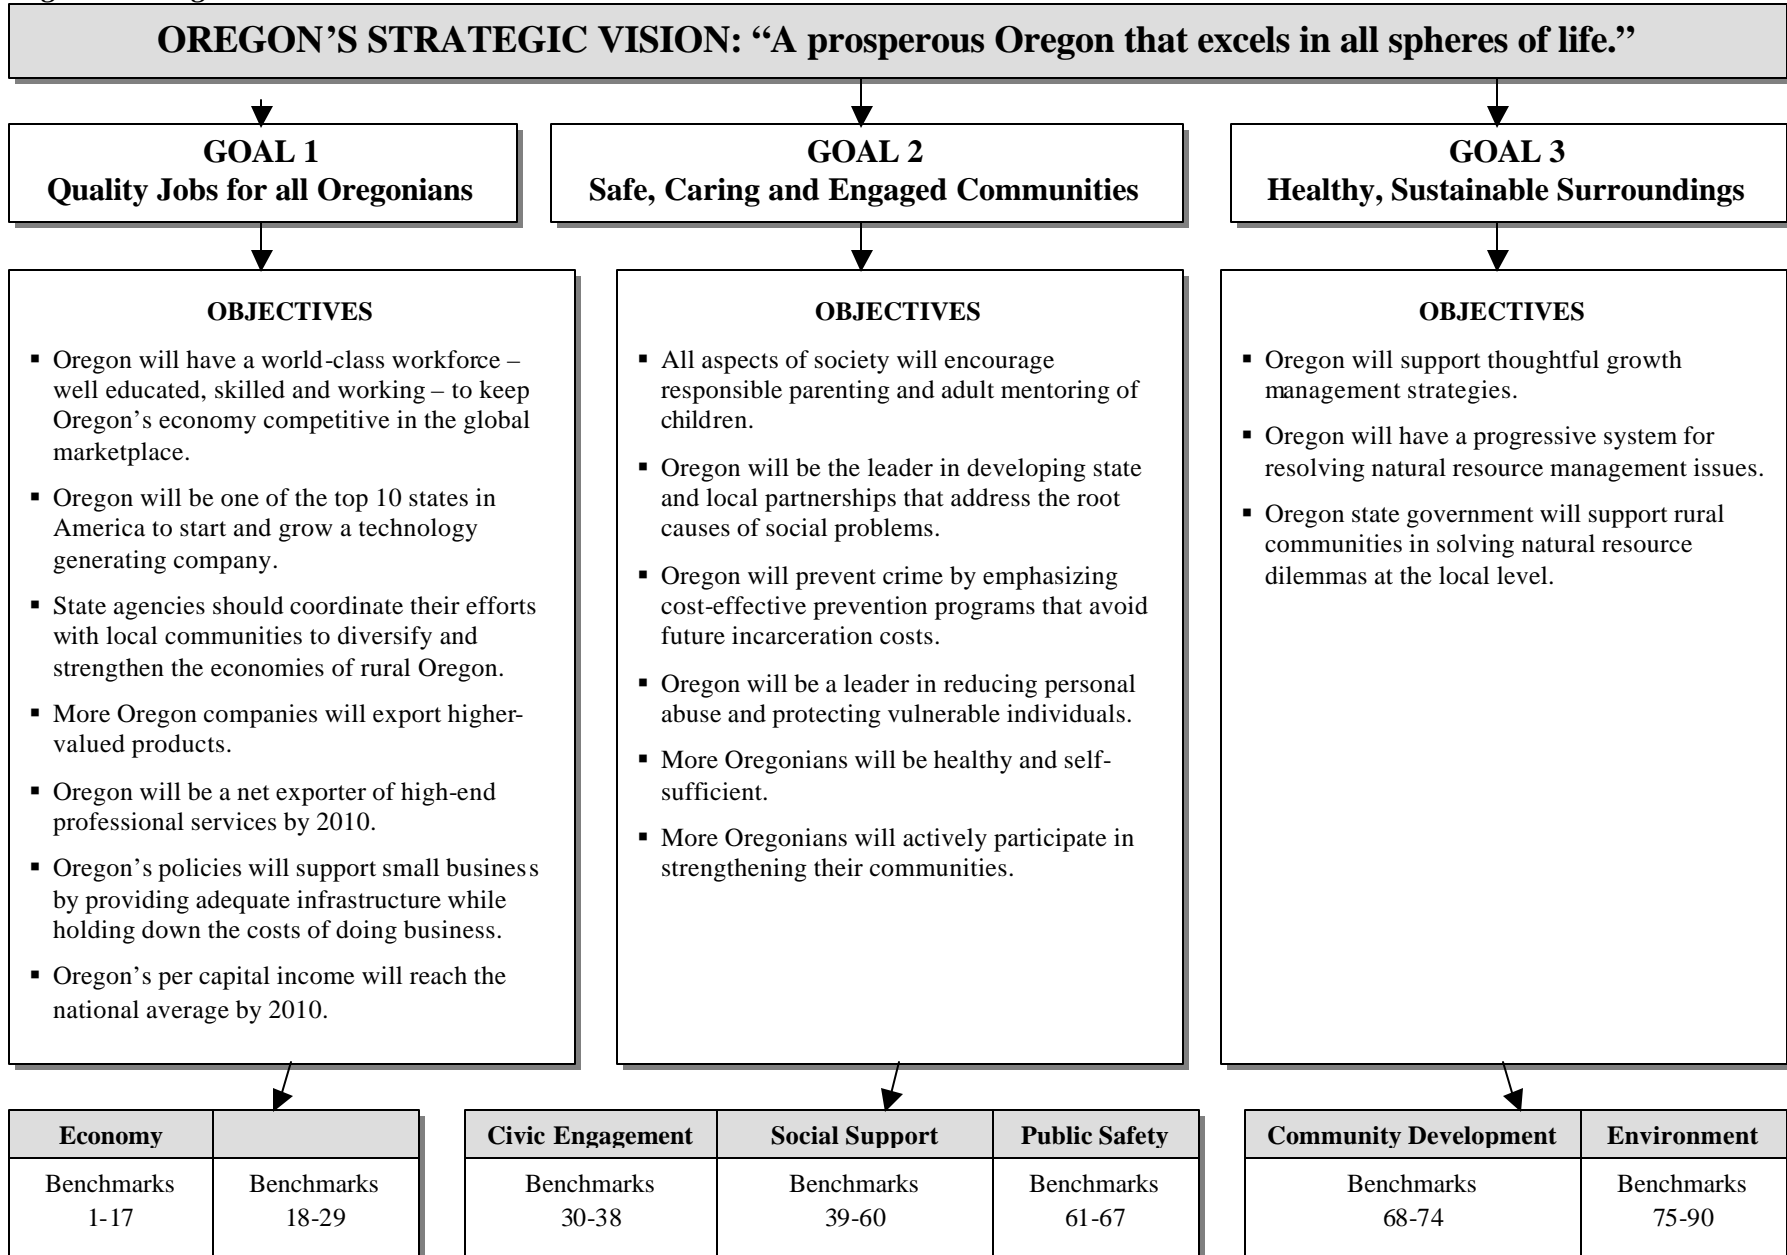 OREGON’S STRATEGIC VISION: “A prosperous Oregon that excels in all spheres of life.”
GOAL 1
Quality Jobs for all Oregonians
GOAL 2
Safe, Caring and Engaged Communities
GOAL 3
Healthy, Sustainable Surroundings
OBJECTIVES
▪ Oregon will have a world-class workforce –
well educated, skilled and working – to keep
Oregon’s economy competitive in the global
marketplace.
▪ Oregon will be one of the top 10 states in
America to start and grow a technology
generating company.
▪ State agencies should coordinate their efforts
with local communities to diversify and
strengthen the economies of rural Oregon.
▪ More Oregon companies will export higher-
valued products.
▪ Oregon will be a net exporter of high-end
professional services by 2010.
▪ Oregon’s policies will support small business
by providing adequate infrastructure while
holding down the costs of doing business.
▪ Oregon’s per capital income will reach the
national average by 2010.
OBJECTIVES
▪ All aspects of society will encourage
responsible parenting and adult mentoring of
children.
▪ Oregon will be the leader in developing state
and local partnerships that address the root
causes of social problems.
▪ Oregon will prevent crime by emphasizing
cost-effective prevention programs that avoid
future incarceration costs.
▪ Oregon will be a leader in reducing personal
abuse and protecting vulnerable individuals.
▪ More Oregonians will be healthy and self-
sufficient.
▪ More Oregonians will actively participate in
strengthening their communities.
OBJECTIVES
▪ Oregon will support thoughtful growth
management strategies.
▪ Oregon will have a progressive system for
resolving natural resource management issues.
▪ Oregon state government will support rural
communities in solving natural resource
dilemmas at the local level.
Economy
Benchmarks
1-17
Benchmarks
18-29
Civic Engagement
Benchmarks
30-38
Social Support
Benchmarks
39-60
Public Safety
Benchmarks
61-67
Community Development
Benchmarks
68-74
Environment
Benchmarks
75-90